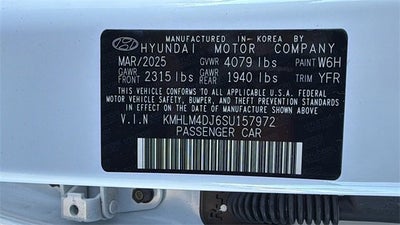 MANUFACTURED IN - KOREA BY
HYUNDAI MOTOR COMPANY
MAR/2025 GVWR 4079 lbs PAINT W6H
GAWR FRT 2315 lbs GAWR RR 1940 lbs TRIM YFR
THIS VEHICLE CONFORMS TO ALL APPLICABLE U.S.A FEDERAL MOTOR
VEHICLE SAFETY, BUMPER, AND THEFT PREVENTION STANDARDS IN
EFFECT ON THE DATE OF MANUFACTURE SHOWN ABOVE.
V.I.N KMHLM4DJ6SU157972
PASSENGER CAR